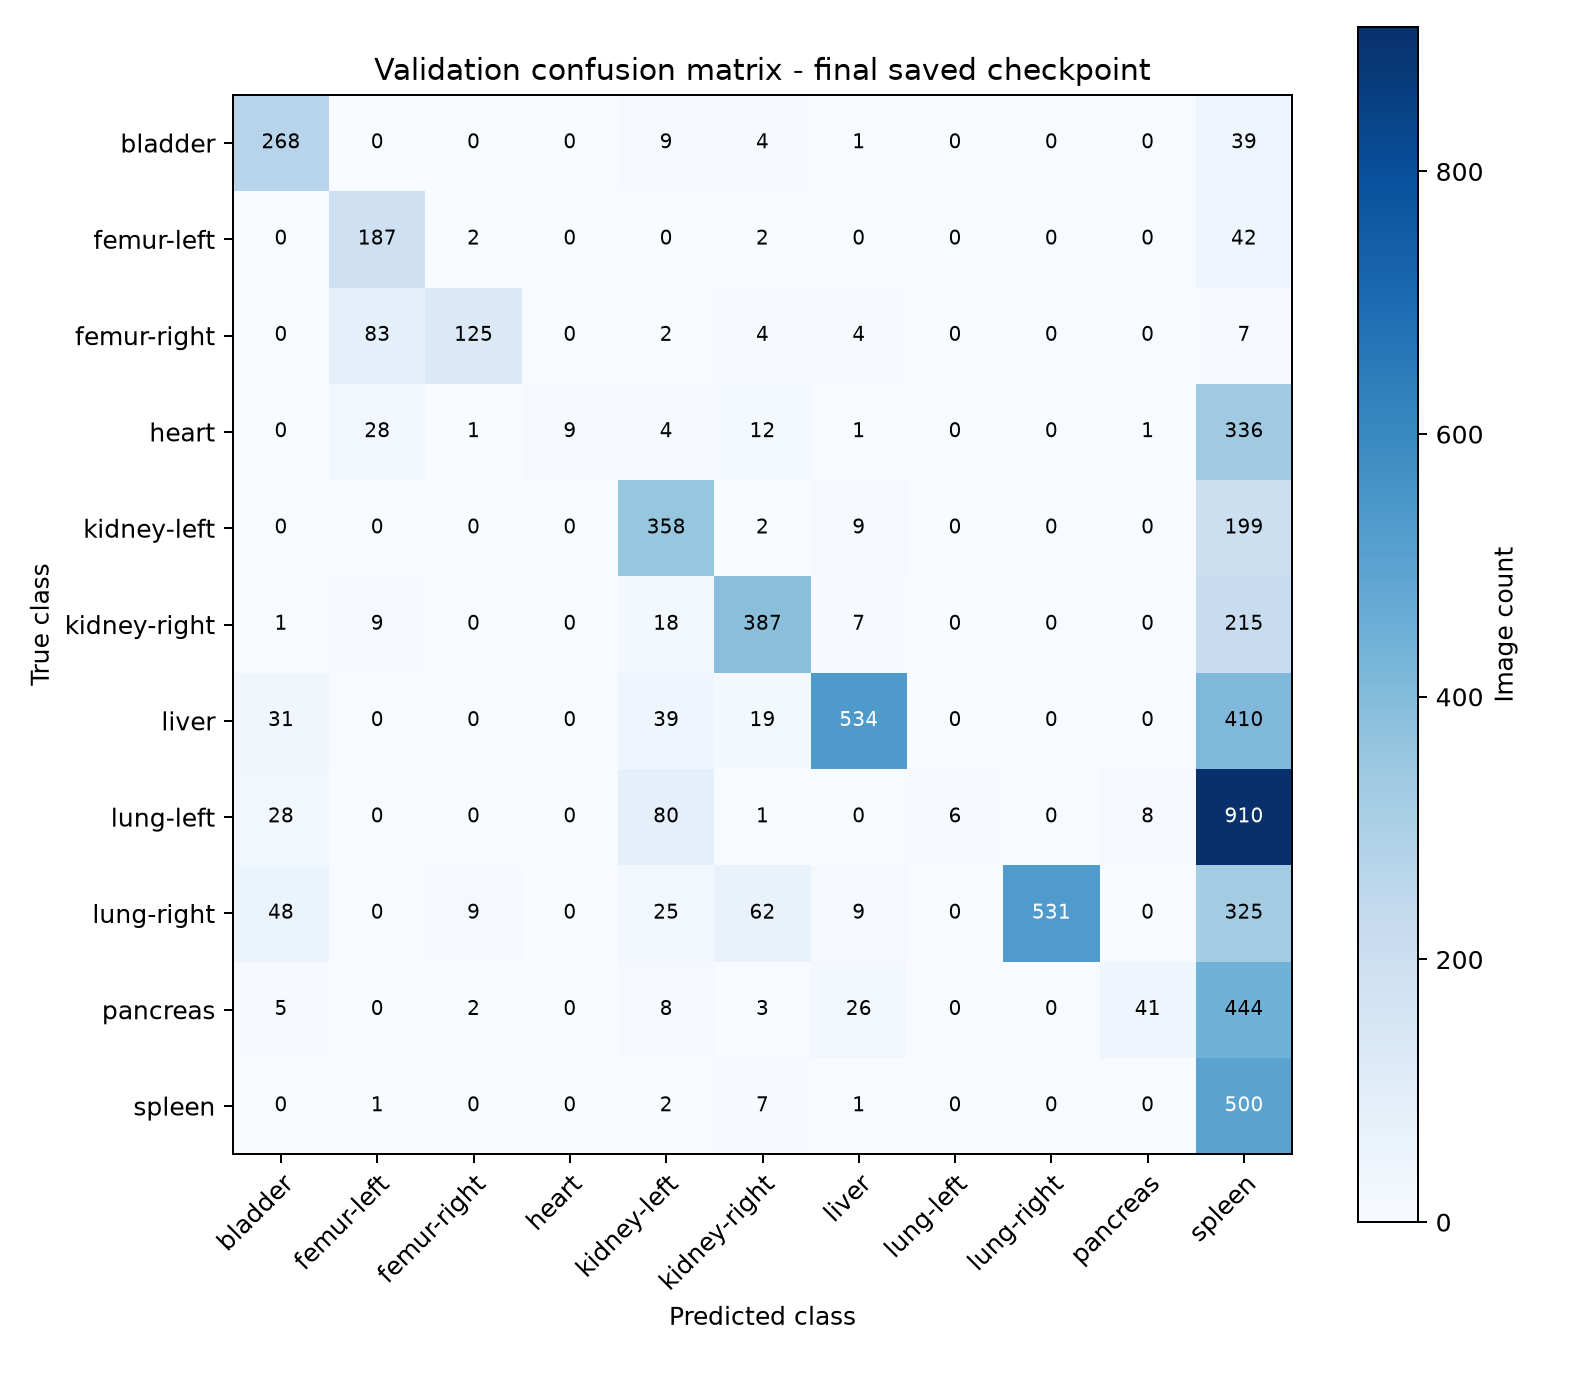 Validation confusion matrix - final saved checkpoint
bladder 268 0 0 0 9 4 1 0 0 0 39
femur-left 0 187 2 0 0 2 0 0 0 0 42
femur-right 0 83 125 0 2 4 4 0 0 0 7
heart 0 28 1 9 4 12 1 0 0 1 336
kidney-left 0 0 0 0 358 2 9 0 0 0 199
kidney-right 1 9 0 0 18 387 7 0 0 0 215
liver 31 0 0 0 39 19 534 0 0 0 410
lung-left 28 0 0 0 80 1 0 6 0 8 910
lung-right 48 0 9 0 25 62 9 0 531 0 325
pancreas 5 0 2 0 8 3 26 0 0 41 444
spleen 0 1 0 0 2 7 1 0 0 0 500
bladder femur-left femur-right heart kidney-left kidney-right liver lung-left lung-right pancreas spleen
Predicted class
True class
800
600
400
200
0
Image count